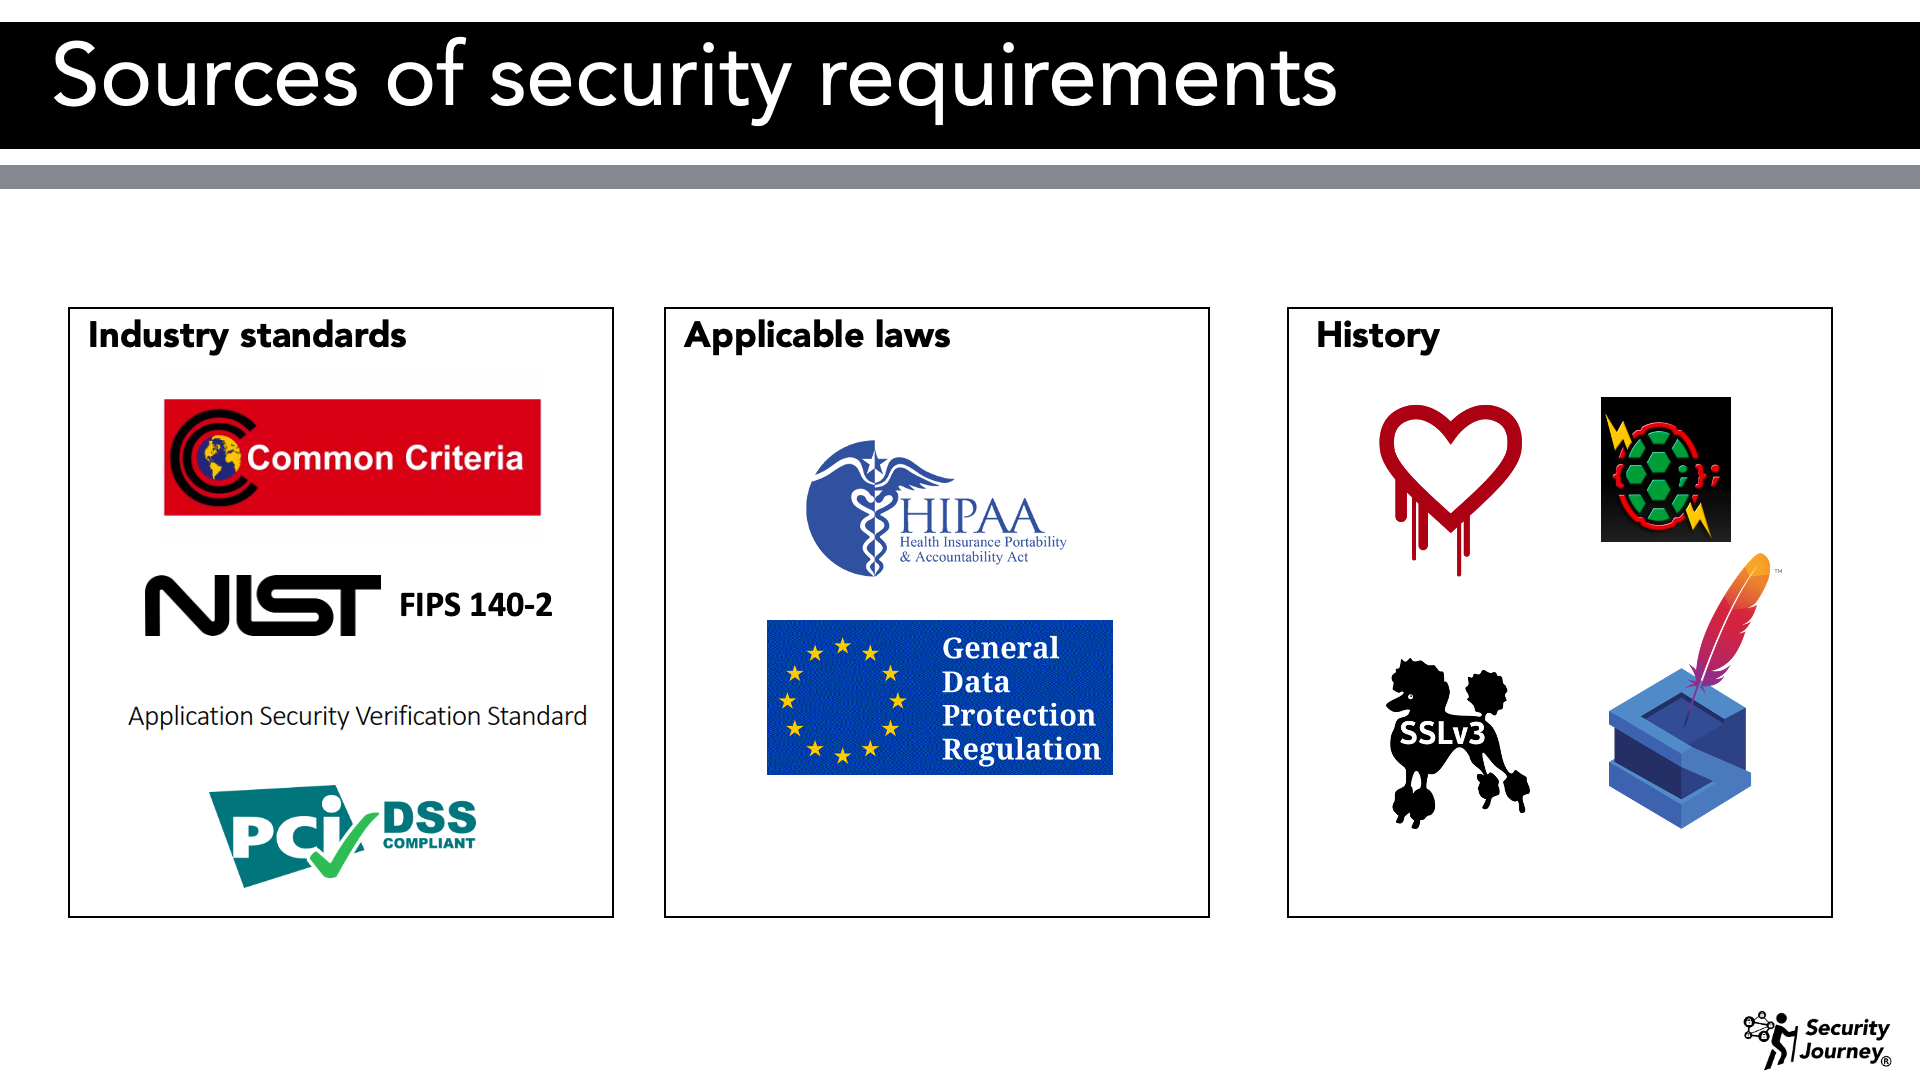 Sources of security requirements
Industry standards
Common Criteria
NIST FIPS 140-2
Application Security Verification Standard
PCi DSS
COMPLIANT
Applicable laws
HIPAA
Health Insurance Portability
& Accountability Act
General
Data
Protection
Regulation
History
SSLv3
TM
Security
Journey®